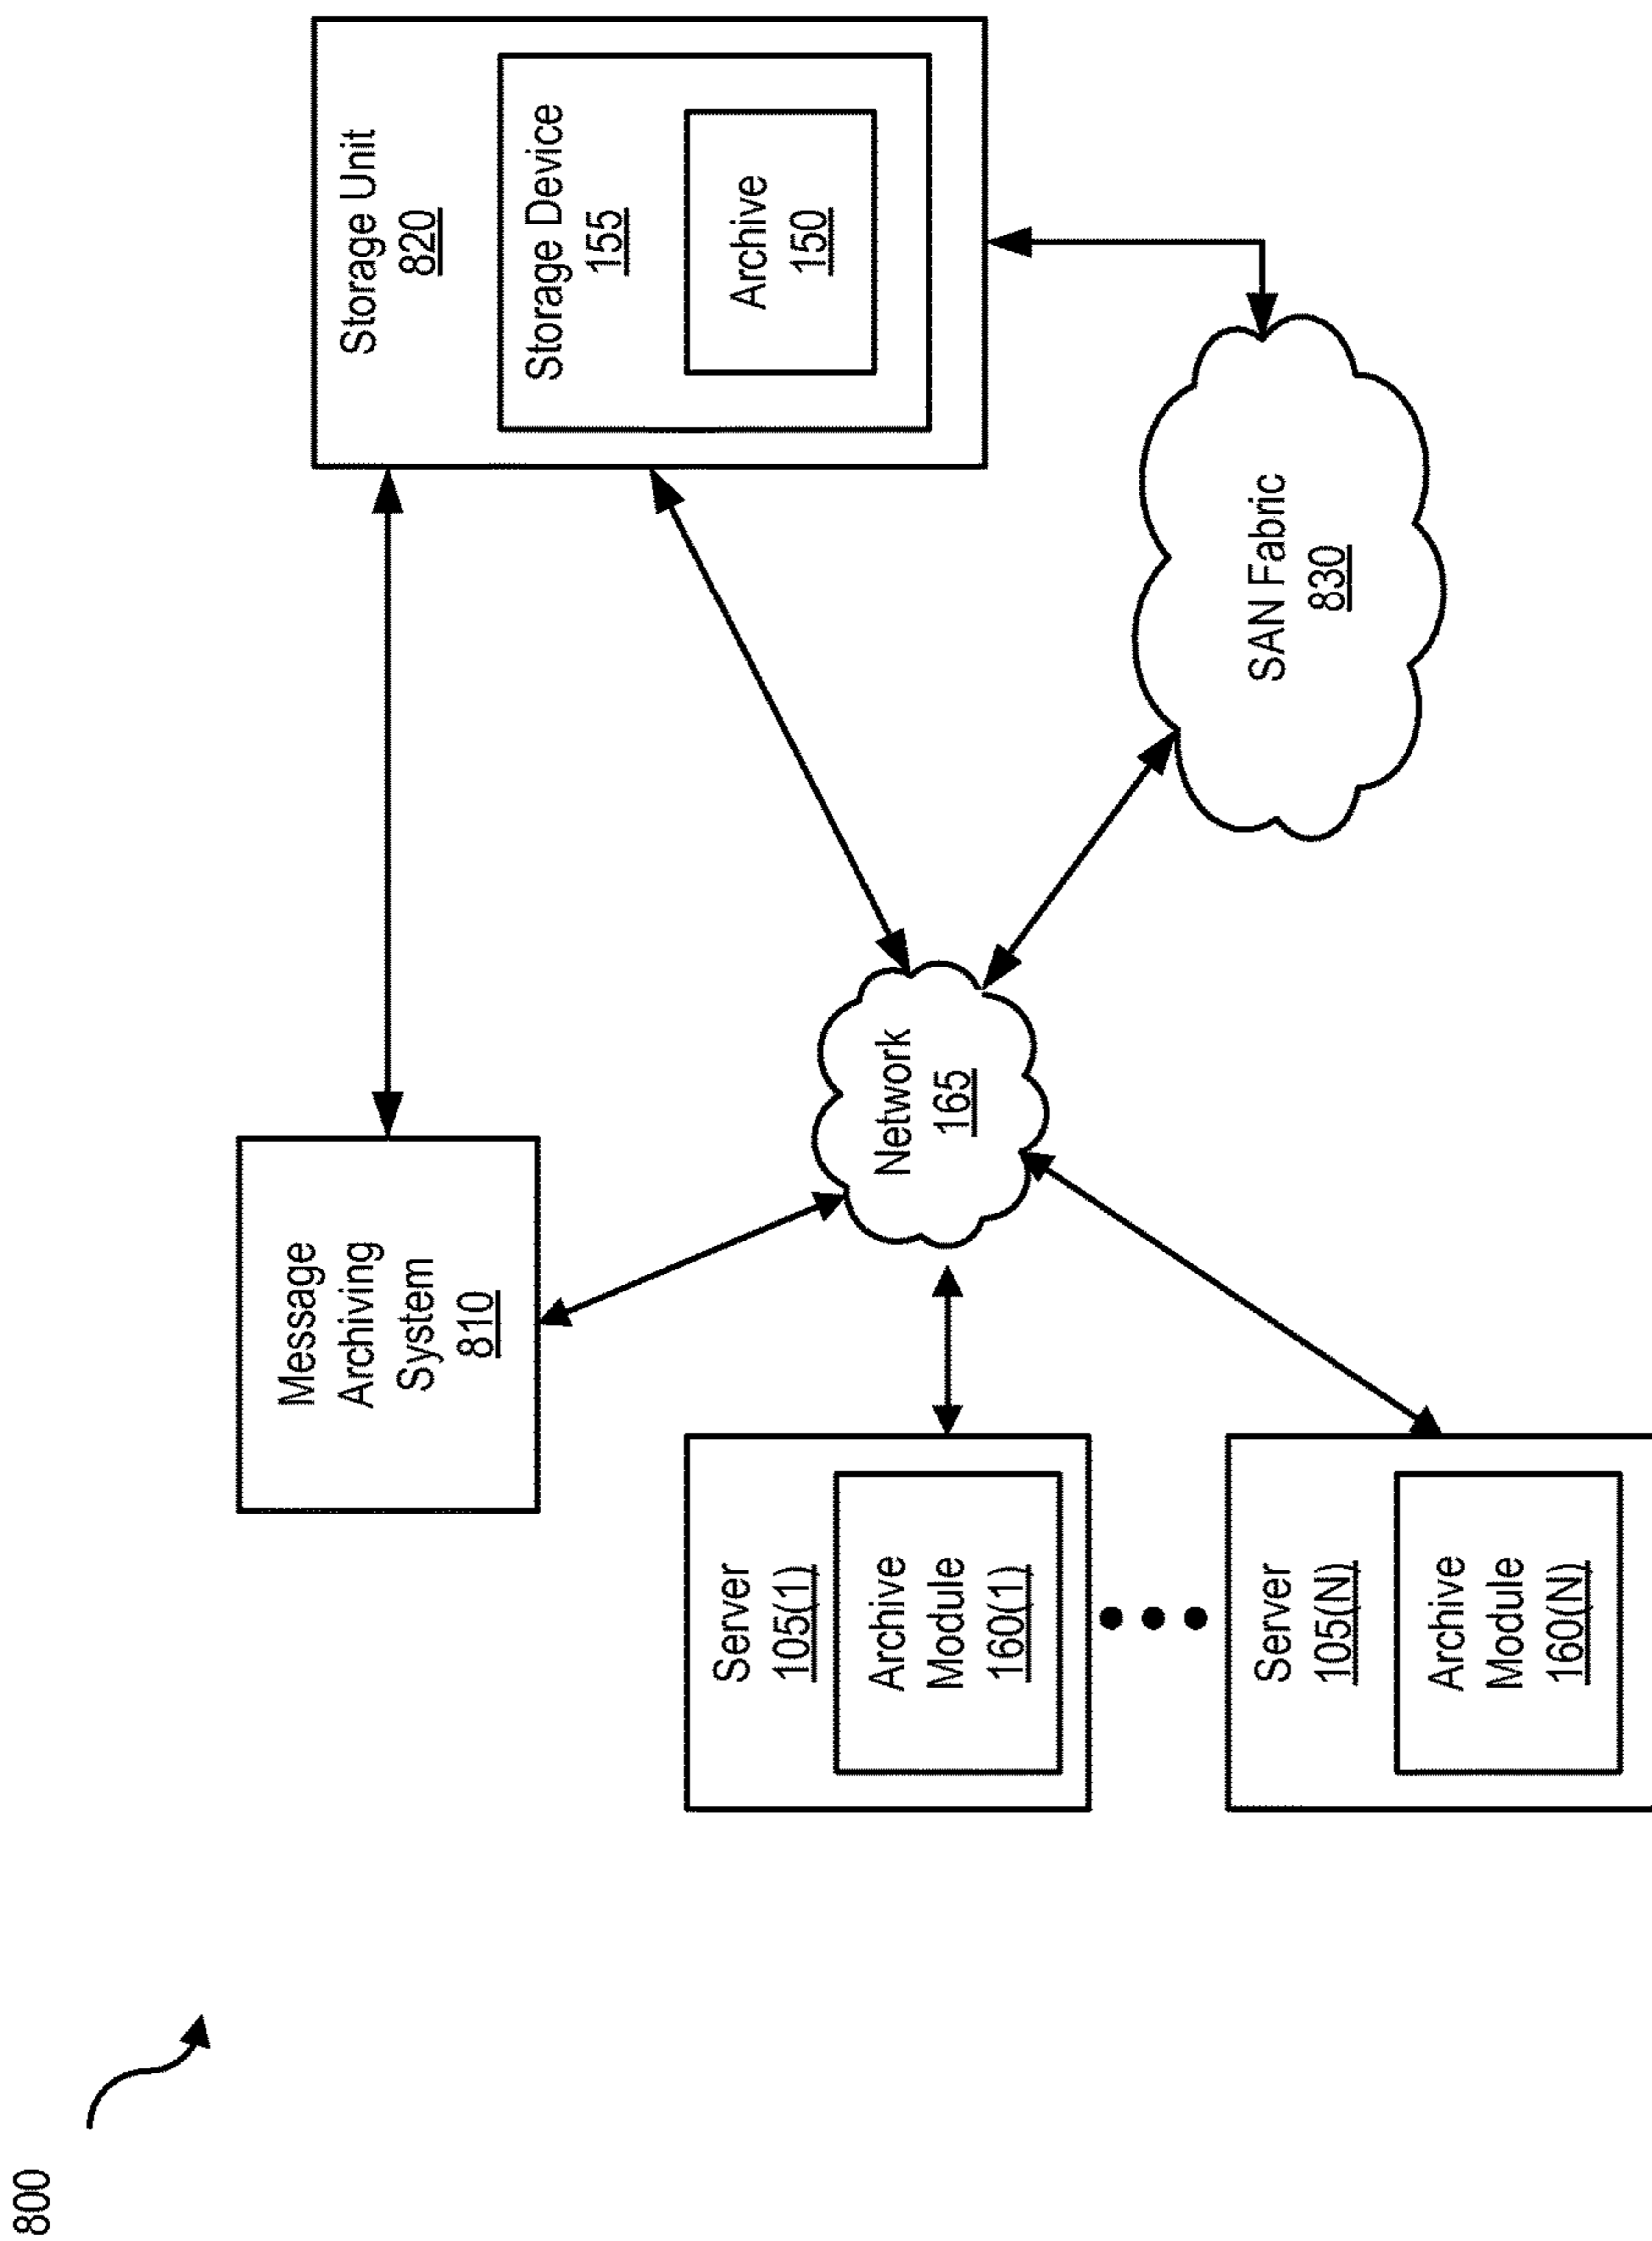 800
Message
Archiving
System
810
Storage Unit
820
Storage Device
155
Archive
150
Server
105(1)
Archive
Module
160(1)
Network
165
SAN Fabric
830
Server
105(N)
Archive
Module
160(N)